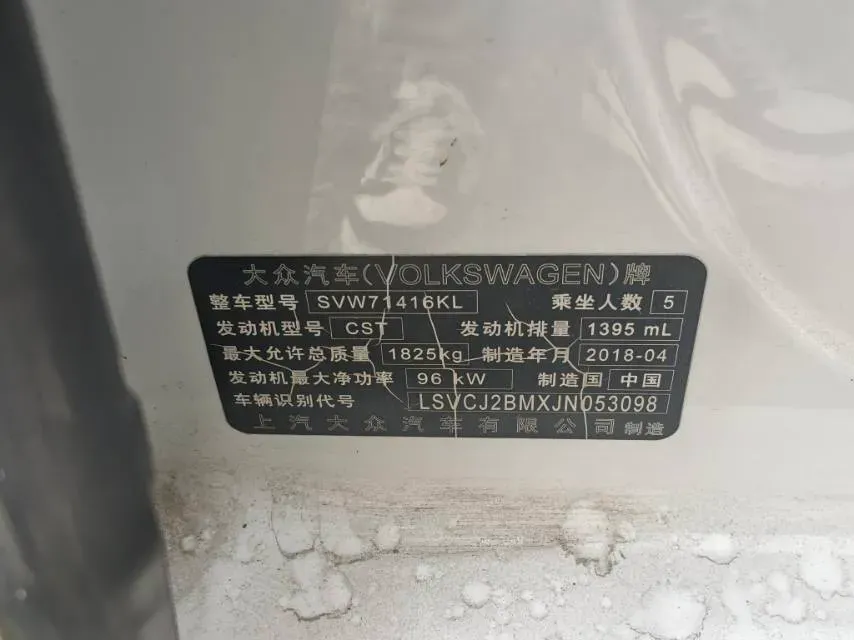 大众汽车(VOLKSWAGEN)牌
整车型号 SVW71416KL 乘坐人数 5
发动机型号 CST 发动机排量 1395 mL
最大允许总质量 1825kg 制造年月 2018-04
发动机最大净功率 96 kW 制造国 中国
车辆识别代号 LSVCJ2BMXJN053098
上汽大众汽车有限公司 制造